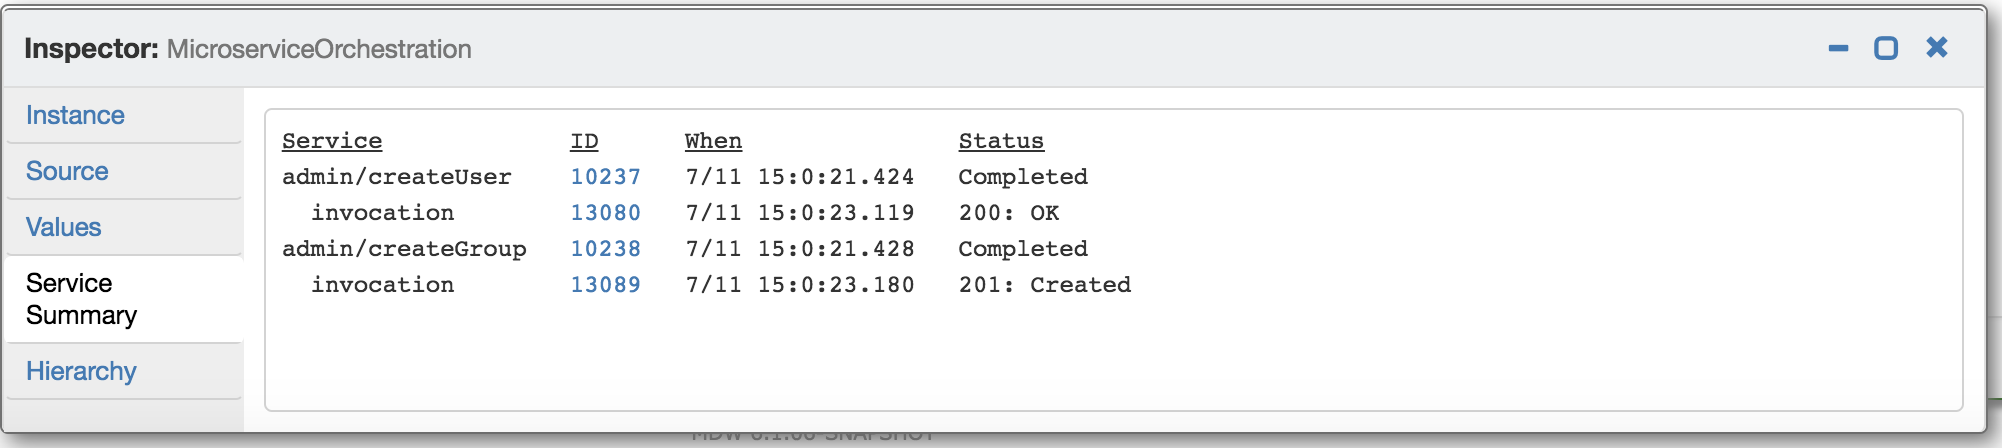 Inspector: MicroserviceOrchestration
Instance
Source
Values
Service
Summary
Hierarchy
Service ID When Status
admin/createUser 10237 7/11 15:0:21.424 Completed
invocation 13080 7/11 15:0:23.119 200: OK
admin/createGroup 10238 7/11 15:0:21.428 Completed
invocation 13089 7/11 15:0:23.180 201: Created